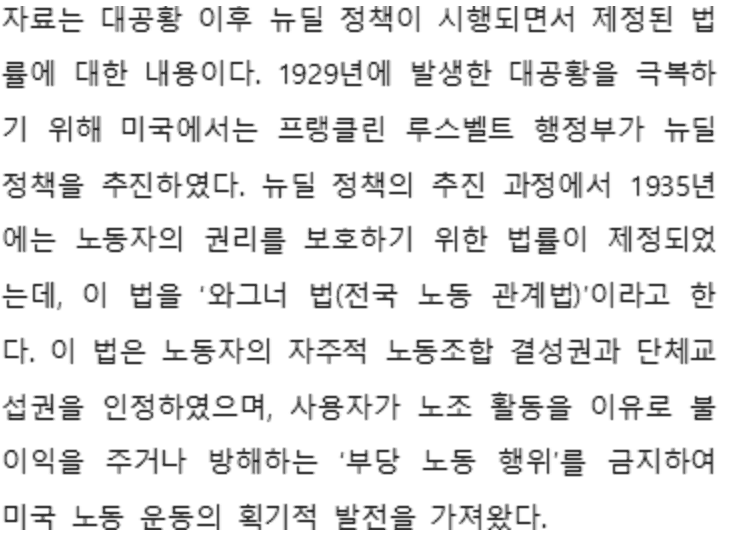 자료는 대공황 이후 뉴딜 정책이 시행되면서 제정된 법
률에 대한 내용이다. 1929년에 발생한 대공황을 극복하
기 위해 미국에서는 프랭클린 루스벨트 행정부가 뉴딜
정책을 추진하였다. 뉴딜 정책의 추진 과정에서 1935년
에는 노동자의 권리를 보호하기 위한 법률이 제정되었
는데, 이 법을 ‘와그너 법(전국 노동 관계법)’이라고 한
다. 이 법은 노동자의 자주적 노동조합 결성권과 단체교
섭권을 인정하였으며, 사용자가 노조 활동을 이유로 불
이익을 주거나 방해하는 ‘부당 노동 행위’를 금지하여
미국 노동 운동의 획기적 발전을 가져왔다.